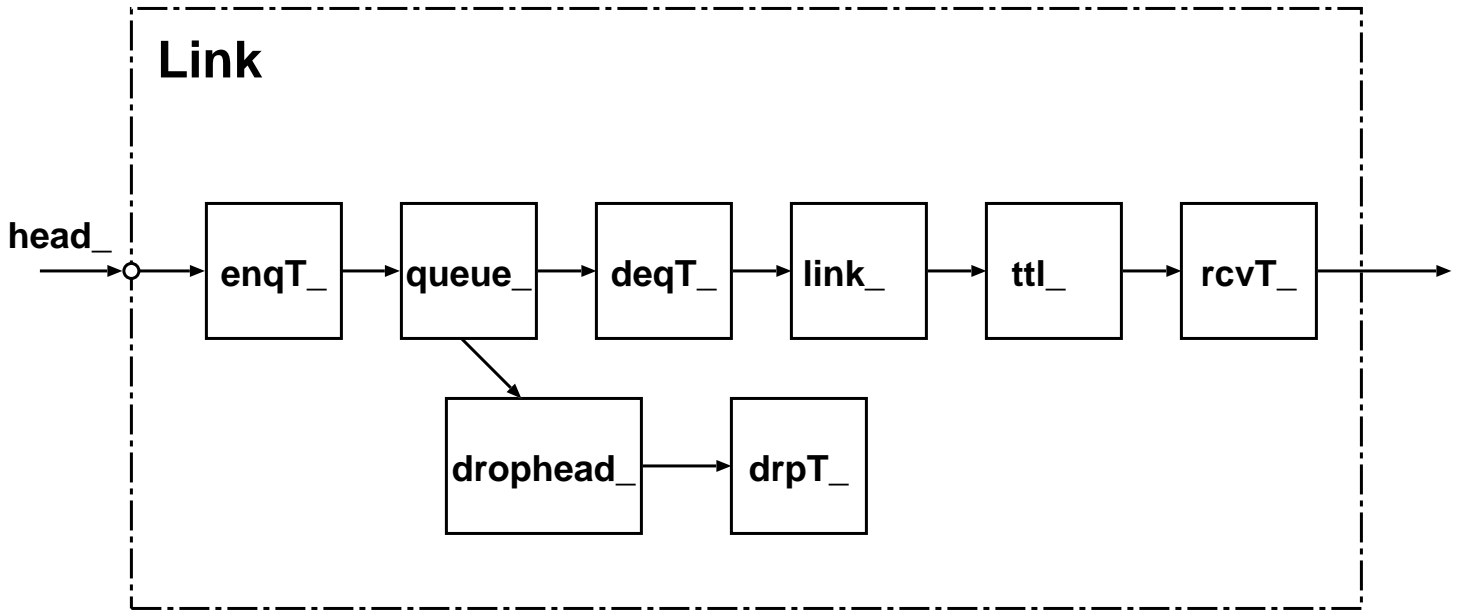 Link
head_
enqT_
queue_
deqT_
link_
ttl_
rcvT_
drophead_
drpT_